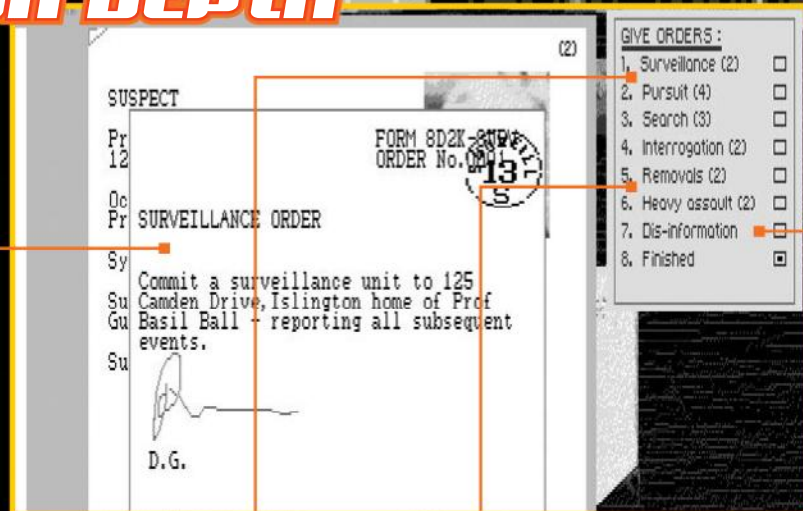 DEPTH
(2)
SUSPECT
Pr
12
FORM 8D2K-
ORDER No.
13
S
Oc
Pr
SURVEILLANCE ORDER
Sy
Commit a surveillance unit to 125
Su
Camden Drive, Islington home of Prof
Gu
Basil Ball - reporting all subsequent
events.
Su
D.G.
GIVE ORDERS :
1. Surveillance (2)
2. Pursuit (4)
3. Search (3)
4. Interrogation (2)
5. Removals (2)
6. Heavy assault (2)
7. Dis-information
8. Finished